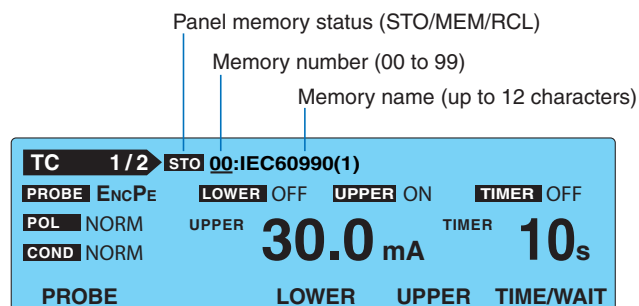 Panel memory status (STO/MEM/RCL)
Memory number (00 to 99)
Memory name (up to 12 characters)
TC 1/2 STO 00:IEC60990(1)
PROBE ENCPE LOWER OFF UPPER ON TIMER OFF
POL NORM UPPER 30.0 mA TIMER 10s
COND NORM
PROBE LOWER UPPER TIME/WAIT